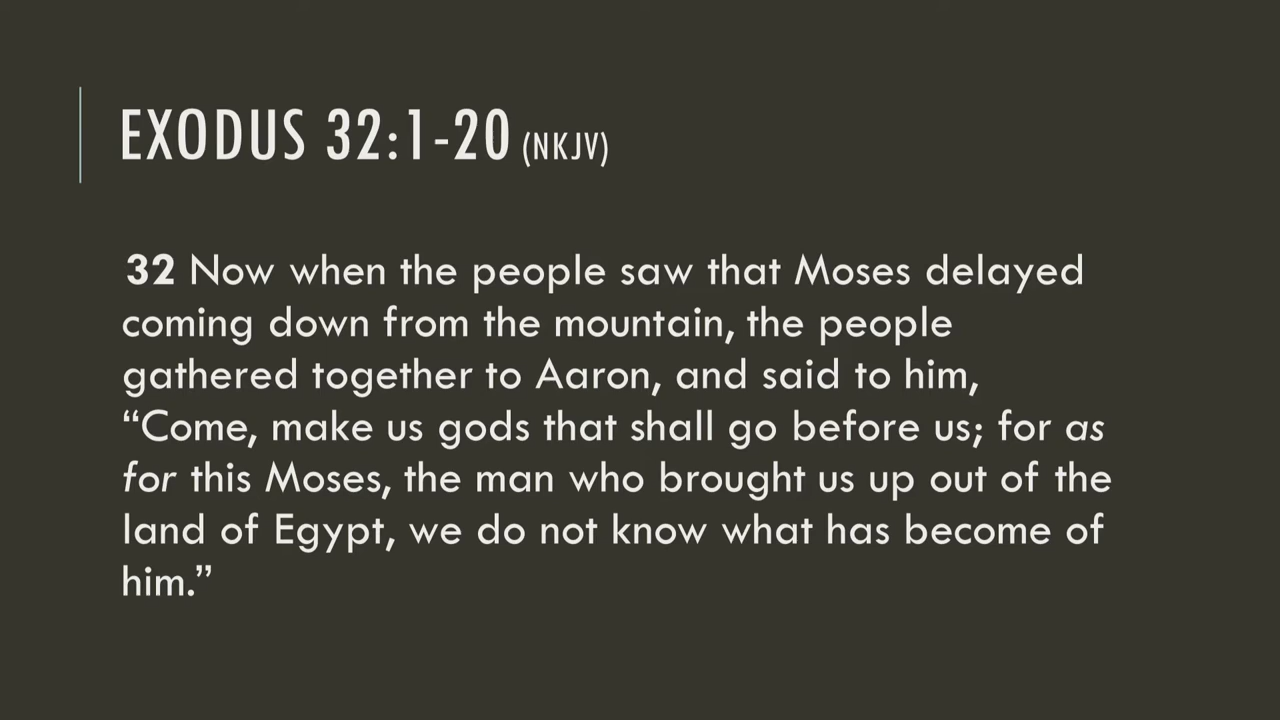 EXODUS 32:1-20 (NKJV)
32 Now when the people saw that Moses delayed
coming down from the mountain, the people
gathered together to Aaron, and said to him,
“Come, make us gods that shall go before us; for as
for this Moses, the man who brought us up out of the
land of Egypt, we do not know what has become of
him.”